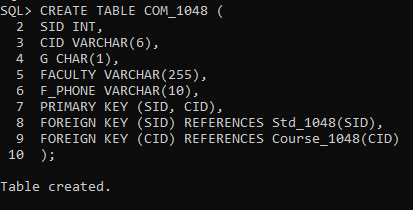 SQL> CREATE TABLE COM_1048 (
2 SID INT,
3 CID VARCHAR(6),
4 G CHAR(1),
5 FACULTY VARCHAR(255),
6 F_PHONE VARCHAR(10),
7 PRIMARY KEY (SID, CID),
8 FOREIGN KEY (SID) REFERENCES Std_1048(SID),
9 FOREIGN KEY (CID) REFERENCES Course_1048(CID)
10 );
Table created.